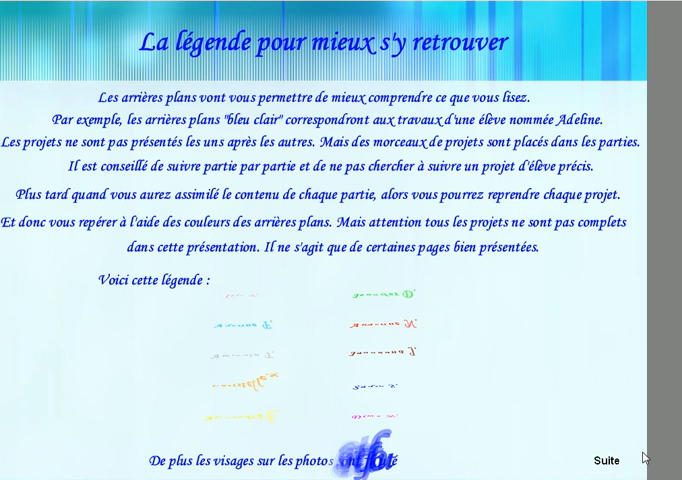 La légende pour mieux s'y retrouver
Les arrières plans vont vous permettre de mieux comprendre ce que vous lisez.
Par exemple, les arrières plans "bleu clair" correspondront aux travaux d'une élève nommée Adeline.
Les projets ne sont pas présentés les uns après les autres. Mais des morceaux de projets sont placés dans les parties.
Il est conseillé de suivre partie par partie et de ne pas chercher à suivre un projet d'élève précis.
Plus tard quand vous aurez assimilé le contenu de chaque partie, alors vous pourrez reprendre chaque projet.
Et donc vous repérer à l'aide des couleurs des arrières plans. Mais attention tous les projets ne sont pas complets
dans cette présentation. Il ne s'agit que de certaines pages bien présentées.
Voici cette légende :
De plus les visages sur les photos
Suite